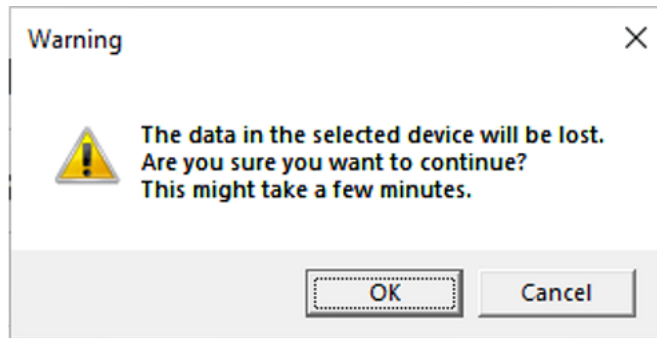 Warning
The data in the selected device will be lost.
Are you sure you want to continue?
This might take a few minutes.
OK
Cancel